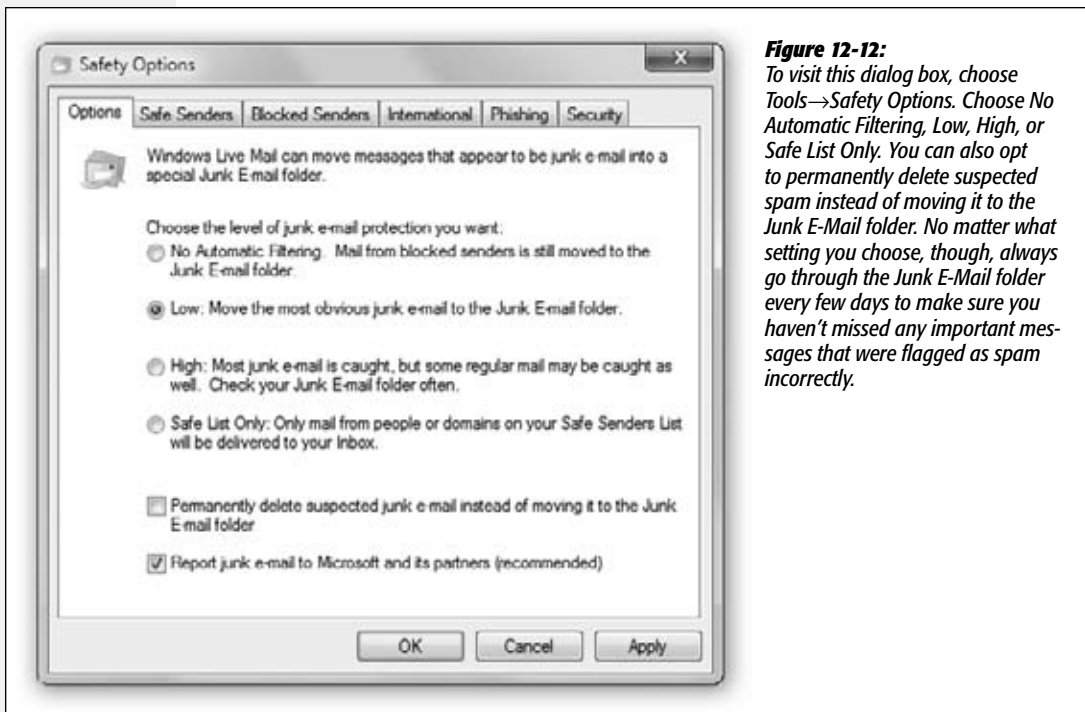 Safety Options
Options Safe Senders Blocked Senders International Phishing Security
Windows Live Mail can move messages that appear to be junk e-mail into a
special Junk E-mail folder.
Choose the level of junk e-mail protection you want:
No Automatic Filtering. Mail from blocked senders is still moved to the
Junk E-mail folder.
Low: Move the most obvious junk e-mail to the Junk E-mail folder.
High: Most junk e-mail is caught, but some regular mail may be caught as
well. Check your Junk E-mail folder often.
Safe List Only: Only mail from people or domains on your Safe Senders List
will be delivered to your Inbox.
Permanently delete suspected junk e-mail instead of moving it to the Junk
E-mail folder
Report junk e-mail to Microsoft and its partners (recommended)
OK Cancel Apply
Figure 12-12:
To visit this dialog box, choose
Tools→Safety Options. Choose No
Automatic Filtering, Low, High, or
Safe List Only. You can also opt
to permanently delete suspected
spam instead of moving it to the
Junk E-Mail folder. No matter what
setting you choose, though, always
go through the Junk E-Mail folder
every few days to make sure you
haven't missed any important mes-
sages that were flagged as spam
incorrectly.